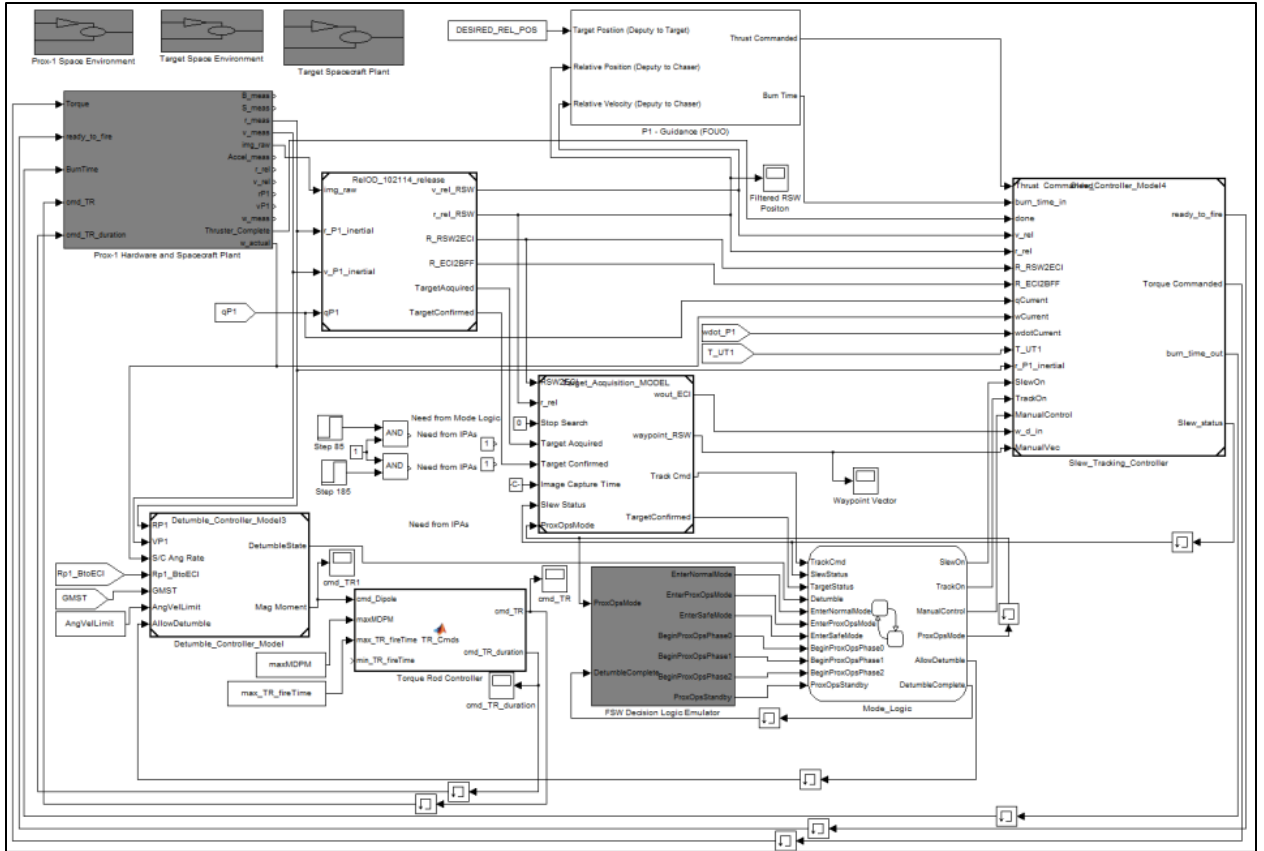 DESIRED_REL_POS
Target Position (Deputy to Target)
Thrust Commanded
Relative Position (Deputy to Chaser)
Burn Time
Relative Velocity (Deputy to Chaser)
P1 - Guidance (FOUO)
Prox-1 Space Environment
Target Space Environment
Target Spacecraft Plant
Torque
ready_to_fire
BurnTime
cmd_TR
cmd_TR_duration
B_meas
S_meas
r_meas
v_meas
img_raw
Accel_meas
r_rel
v_rel
rP1
vP1
w_meas
Thruster_Complete
w_actual
Prox-1 Hardware and Spacecraft Plant
RelOD_102114_release
img_raw
r_P1_inertial
v_P1_inertial
qP1
v_rel_RSW
r_rel_RSW
R_RSW2ECI
R_ECI2BFF
TargetAcquired
TargetConfirmed
qP1
Filtered RSW
Positon
Thrust Commanded
burn_time_in
done
v_rel
r_rel
R_RSW2ECI
R_ECI2BFF
qCurrent
wCurrent
wdotCurrent
T_UT1
r_P1_inertial
SlewOn
TrackOn
ManualControl
w_d_in
ManualVec
_Controller_Model4
ready_to_fire
Torque Commanded
burn_time_out
Slew_status
Slew_Tracking_Controller
wdot_P1
T_UT1
Target_Acquisition_MODEL
RSW2ECI
r_rel
Stop Search
Target Acquired
Target Confirmed
Image Capture Time
Slew Status
ProxOpsMode
wout_ECI
waypoint_RSW
Track Cmd
TargetConfirmed
0
1
1
-C-
Waypoint Vector
Step 85
Step 185
1
AND
AND
Need from Mode Logic
Need from IPAs
Need from IPAs
Need from IPAs
Detumble_Controller_Model3
RP1
VP1
S/C Ang Rate
Rp1_BtoECI
GMST
AngVelLimit
AllowDetumble
DetumbleState
Mag Moment
Detumble_Controller_Model
Rp1_BtoECI
GMST
AngVelLimit
cmd_TR1
cmd_Dipole
maxMDPM
max_TR_fireTime
min_TR_fireTime
TR_Cmds
cmd_TR
cmd_TR_duration
Torque Rod Controller
cmd_TR
cmd_TR_duration
maxMDPM
max_TR_fireTime
ProxOpsMode
DetumbleComplete
EnterNormalMode
EnterProxOpsMode
EnterSafeMode
BeginProxOpsPhase0
BeginProxOpsPhase1
BeginProxOpsPhase2
ProxOpsStandby
FSW Decision Logic Emulator
TrackCmd
SlewStatus
TargetStatus
Detumble
EnterNormalMode
EnterProxOpsMode
EnterSafeMode
BeginProxOpsPhase0
BeginProxOpsPhase1
BeginProxOpsPhase2
ProxOpsStandby
SlewOn
TrackOn
ManualControl
ProxOpsMode
AllowDetumble
DetumbleComplete
Mode_Logic